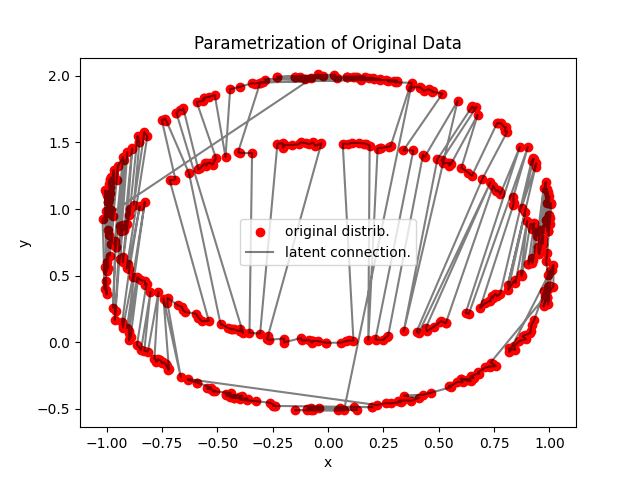 Parametrization of Original Data
2.0
1.5
1.0
0.5
0.0
−0.5
y
original distrib.
latent connection.
−1.00 −0.75 −0.50 −0.25 0.00 0.25 0.50 0.75 1.00
x